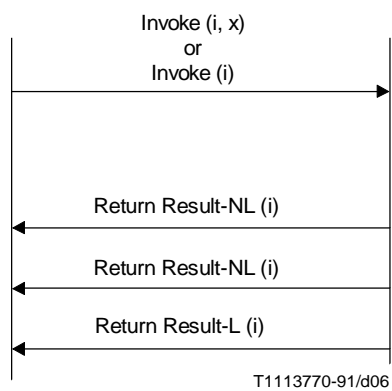 Invoke (i, x)
or
Invoke (i)
Return Result-NL (i)
Return Result-NL (i)
Return Result-L (i)
T1113770-91/d06